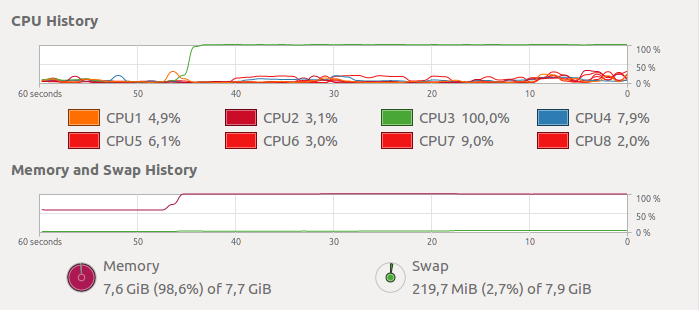 CPU History
100 %
50 %
0 %
60 seconds 50 40 30 20 10 0
CPU1 4,9% CPU2 3,1% CPU3 100,0% CPU4 7,9%
CPU5 6,1% CPU6 3,0% CPU7 9,0% CPU8 2,0%
Memory and Swap History
100 %
50 %
0 %
60 seconds 50 40 30 20 10 0
Memory Swap
7,6 GiB (98,6%) of 7,7 GiB 219,7 MiB (2,7%) of 7,9 GiB